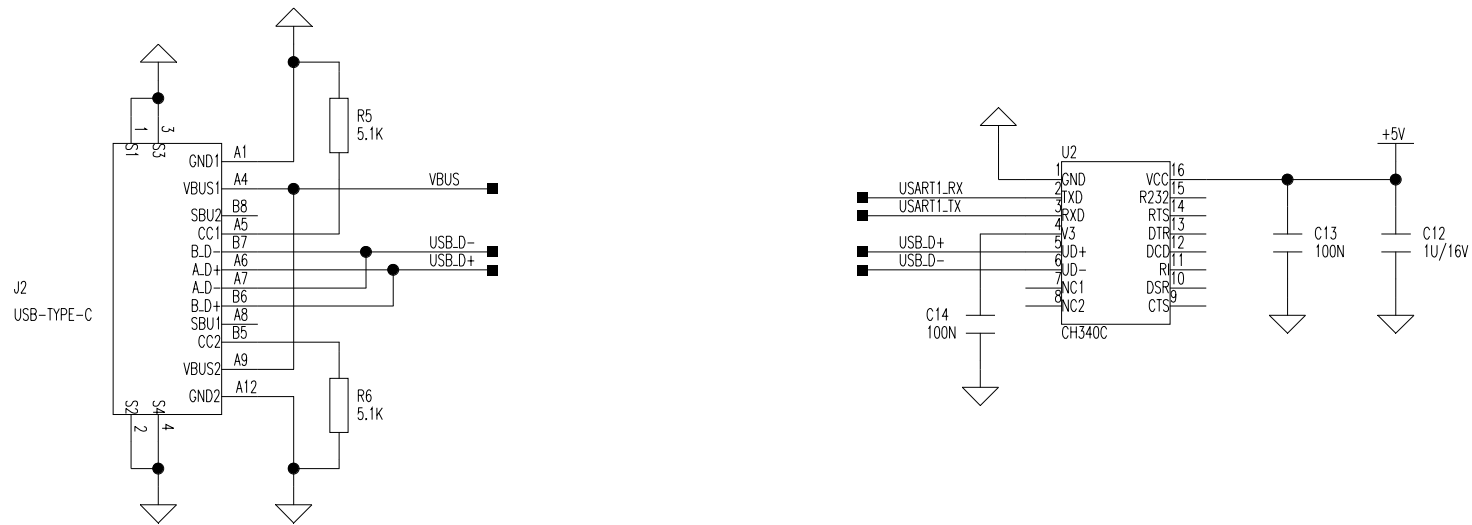 J2
USB-TYPE-C
1
3
S1
S3
GND1
A1
VBUS1
A4
VBUS
SBU2
B8
CC1
A5
B_D-
B7
USB_D-
A_D+
A6
USB_D+
A_D-
A7
B_D+
B6
SBU1
A8
CC2
B5
VBUS2
A9
GND2
A12
S2
S4
2
4
R5
5.1K
R6
5.1K
U2
1
GND
VCC
16
USART1_RX
2
TXD
R232
15
USART1_TX
3
RXD
RTS
14
4
V3
DTR
13
USB_D+
5
UD+
DCD
12
USB_D-
6
UD-
RI
11
7
NC1
DSR
10
8
NC2
CTS
9
CH340C
C14
100N
+5V
C13
100N
C12
1U/16V